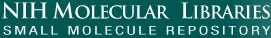 NIH MOLECULAR LIBRARIES
SMALL MOLECULE REPOSITORY